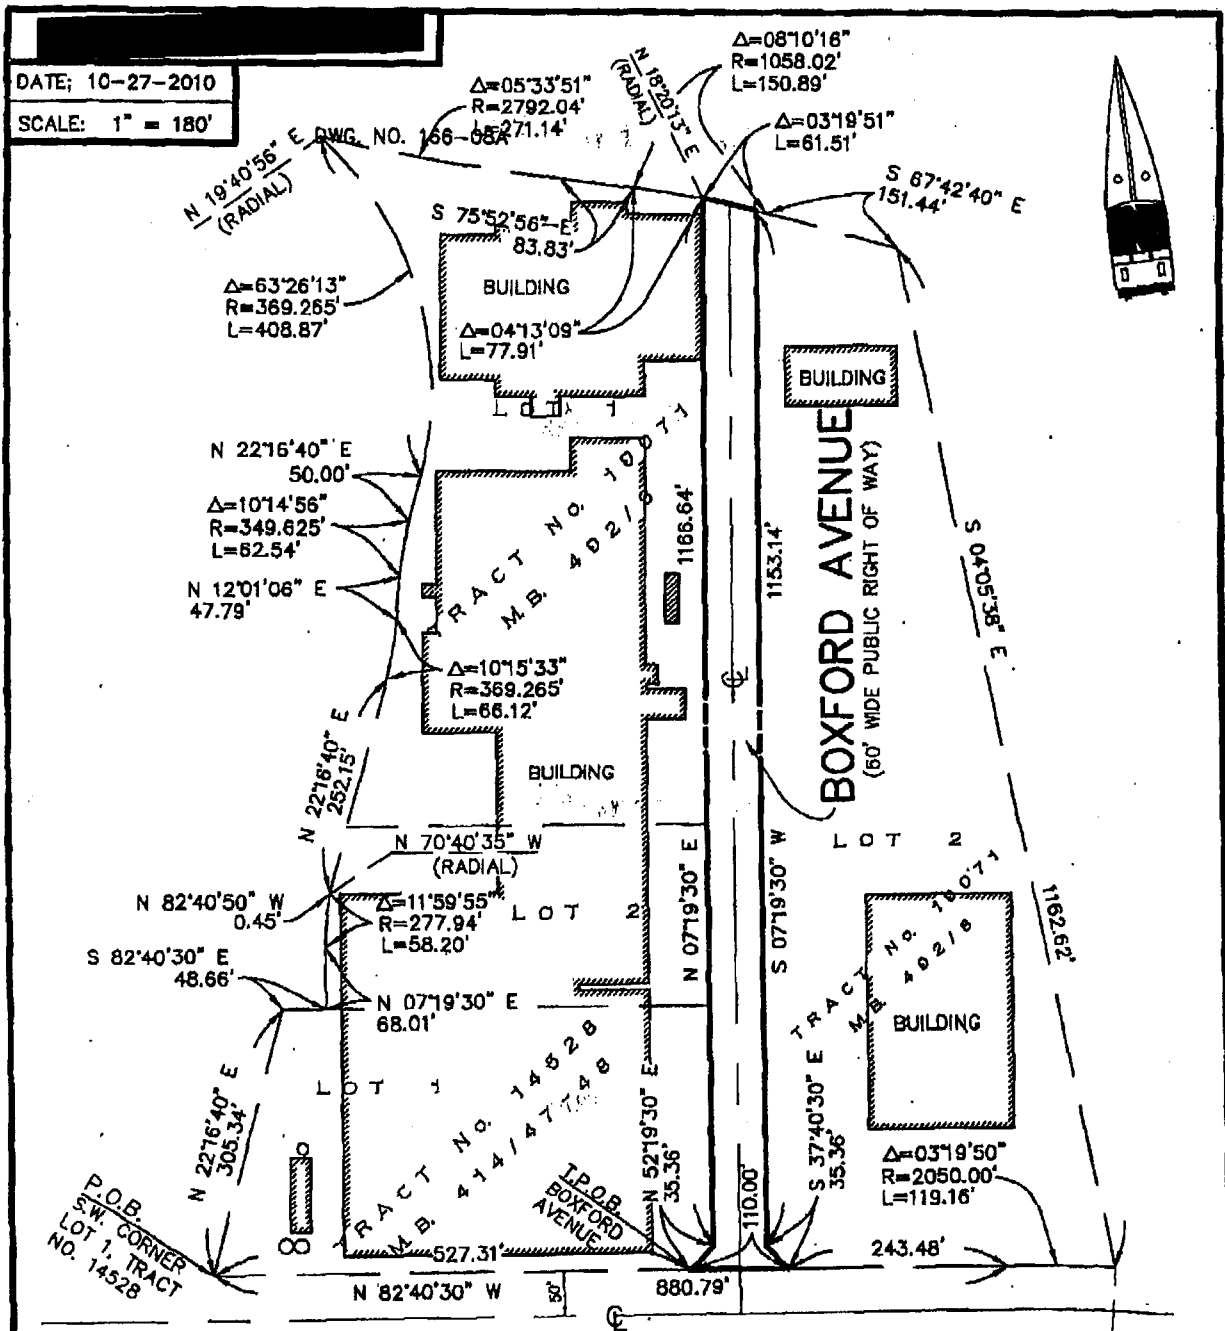 DATE; 10-27-2010
SCALE: 1" = 180'
DWG. NO. 166-08A
Δ=05°33'51"
R=2792.04'
L=271.14'
N 18°20'13" E
(RADIAL)
Δ=08°10'16"
R=1058.02'
L=150.89'
Δ=03°19'51"
L=61.51'
S 67°42'40" E
151.44'
N 19°40'56" E
(RADIAL)
S 75°52'56" E
83.83'
Δ=63°26'13"
R=369.265'
L=408.87'
BUILDING
Δ=04°13'09"
L=77.91'
BUILDING
LOT 1
N 22°16'40" E
50.00'
Δ=10°14'56"
R=349.625'
L=62.54'
N 12°01'06" E
47.79'
TRACT No. 10071
M.B. 492/8
1166.64'
1153.14'
BOXFORD AVENUE
(60' WIDE PUBLIC RIGHT OF WAY)
S 04°05'38" E
1162.62'
Δ=10°15'33"
R=369.265'
L=66.12'
N 22°16'40" E
252.15'
BUILDING
N 70°40'35" W
(RADIAL)
N 82°40'50" W
0.45'
Δ=11°59'55"
R=277.94'
L=58.20'
LOT 2
N 07°19'30" E
S 07°19'30" W
LOT 2
S 82°40'30" E
48.66'
N 07°19'30" E
68.01'
TRACT No. 10071
M.B. 492/8
BUILDING
N 22°16'40" E
305.34'
LOT 1
TRACT No. 14528
M.B. 414/47748
N 52°19'30" E
35.36'
S 37°40'30" E
35.36'
110.00'
Δ=03°19'50"
R=2050.00'
L=119.16'
P.O.B.
S.W. CORNER
LOT 1, TRACT
NO. 14528
T.P.O.B.
BOXFORD
AVENUE
527.31'
243.48'
N 82°40'30" W
50'
880.79'